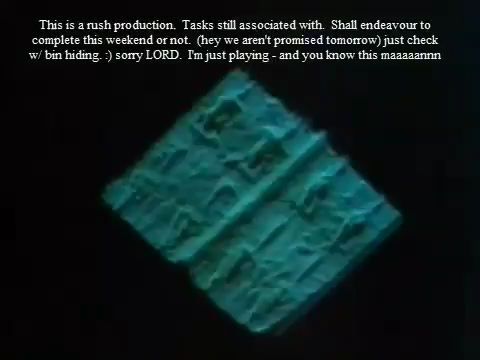 This is a rush production.  Tasks still associated with.  Shall endeavour to
complete this weekend or not.  (hey we aren't promised tomorrow) just check
w/ bin hiding. :) sorry LORD.  I'm just playing - and you know this maaaaannn